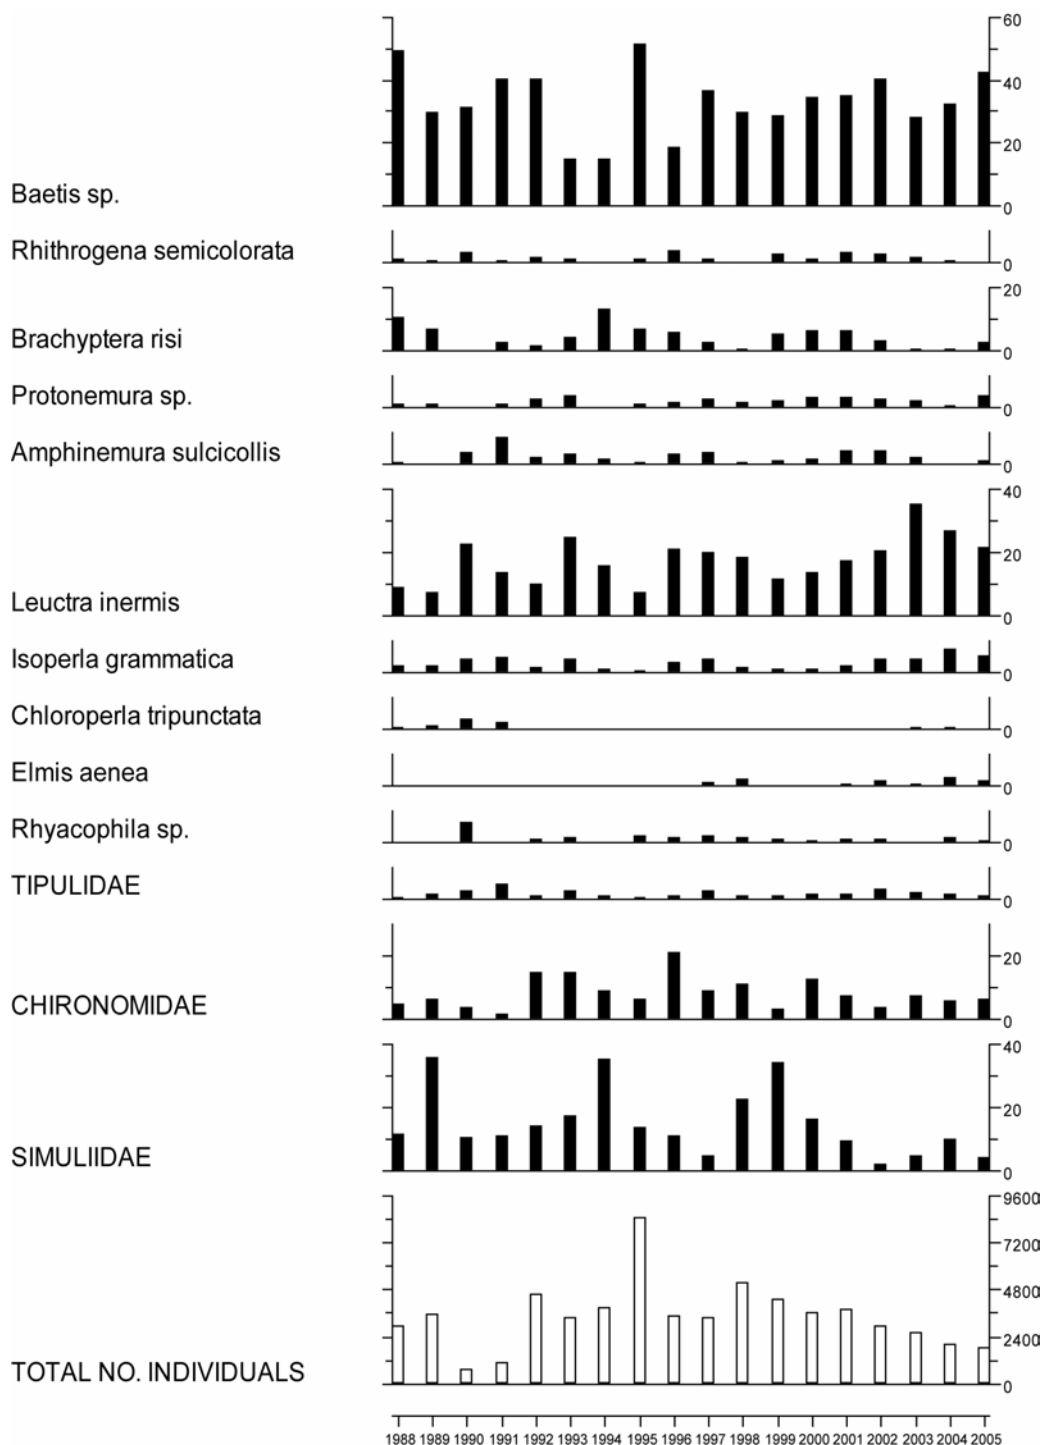 60
40
20
Baetis sp.
0
Rhithrogena semicolorata
0
20
Brachyptera risi
0
Protonemura sp.
0
Amphinemura sulcicollis
0
40
20
Leuctra inermis
0
Isoperla grammatica
0
Chloroperla tripunctata
0
Elmis aenea
0
Rhyacophila sp.
0
TIPULIDAE
0
20
CHIRONOMIDAE
0
40
20
SIMULIIDAE
0
9600
7200
4800
2400
TOTAL NO. INDIVIDUALS
0
1988 1989 1990 1991 1992 1993 1994 1995 1996 1997 1998 1999 2000 2001 2002 2003 2004 2005